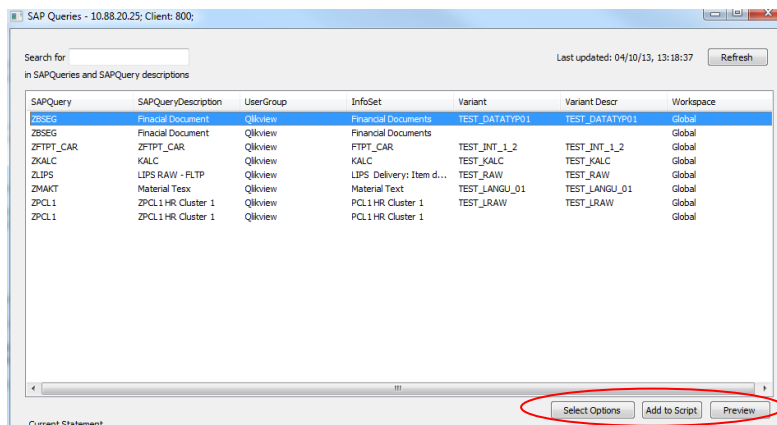 SAP Queries - 10.88.20.25; Client: 800;
Search for Last updated: 04/10/13, 13:18:37 Refresh
in SAPQueries and SAPQuery descriptions
SAPQuery SAPQueryDescription UserGroup InfoSet Variant Variant Descr Workspace
ZBSEG Finacial Document Qlikview Financial Documents TEST_DATATYP01 TEST_DATATYP01 Global
ZBSEG Finacial Document Qlikview Financial Documents Global
ZFTPT_CAR ZFTPT_CAR Qlikview FTPT_CAR TEST_INT_1_2 TEST_INT_1_2 Global
ZKALC KALC Qlikview KALC TEST_KALC TEST_KALC Global
ZLIPS LIPS RAW - FLTP Qlikview LIPS Delivery: Item d... TEST_RAW TEST_RAW Global
ZMAKT Material Tesx Qlikview Material Text TEST_LANGU_01 TEST_LANGU_01 Global
ZPCL1 ZPCL1 HR Cluster 1 Qlikview PCL1 HR Cluster 1 TEST_LRAW TEST_LRAW Global
ZPCL1 ZPCL1 HR Cluster 1 Qlikview PCL1 HR Cluster 1 Global
Select Options Add to Script Preview
Current Statement